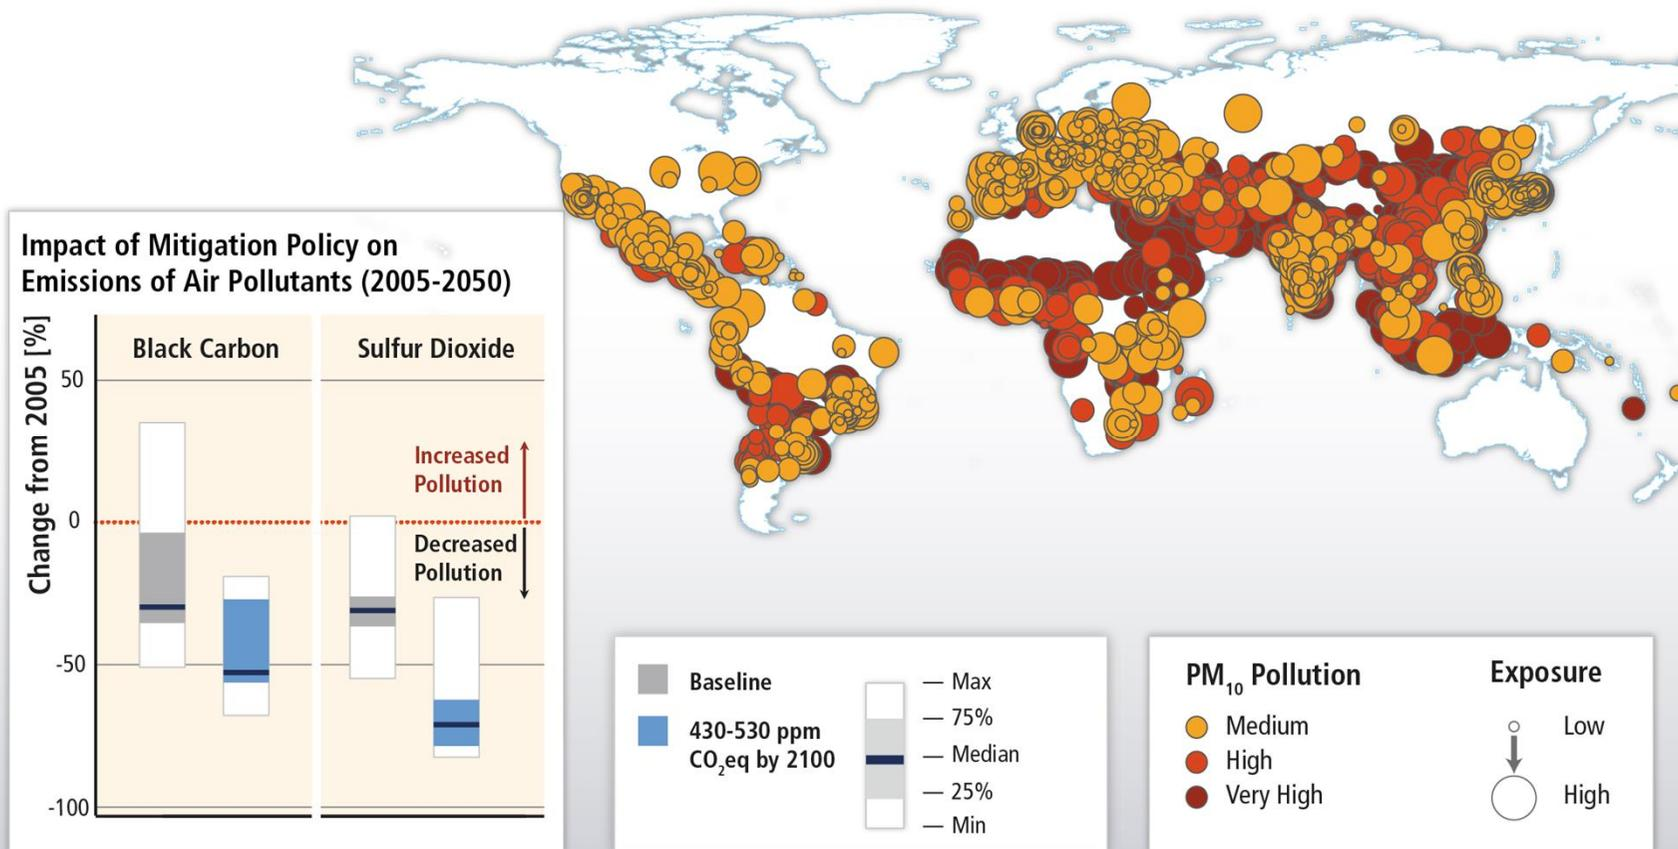 Impact of Mitigation Policy on
Emissions of Air Pollutants (2005-2050)
Change from 2005 [%]
Black Carbon
Sulfur Dioxide
50
0
-50
-100
Increased
Pollution
Decreased
Pollution
Baseline
430-530 ppm
CO2eq by 2100
Max
75%
Median
25%
Min
PM10 Pollution
Medium
High
Very High
Exposure
Low
High